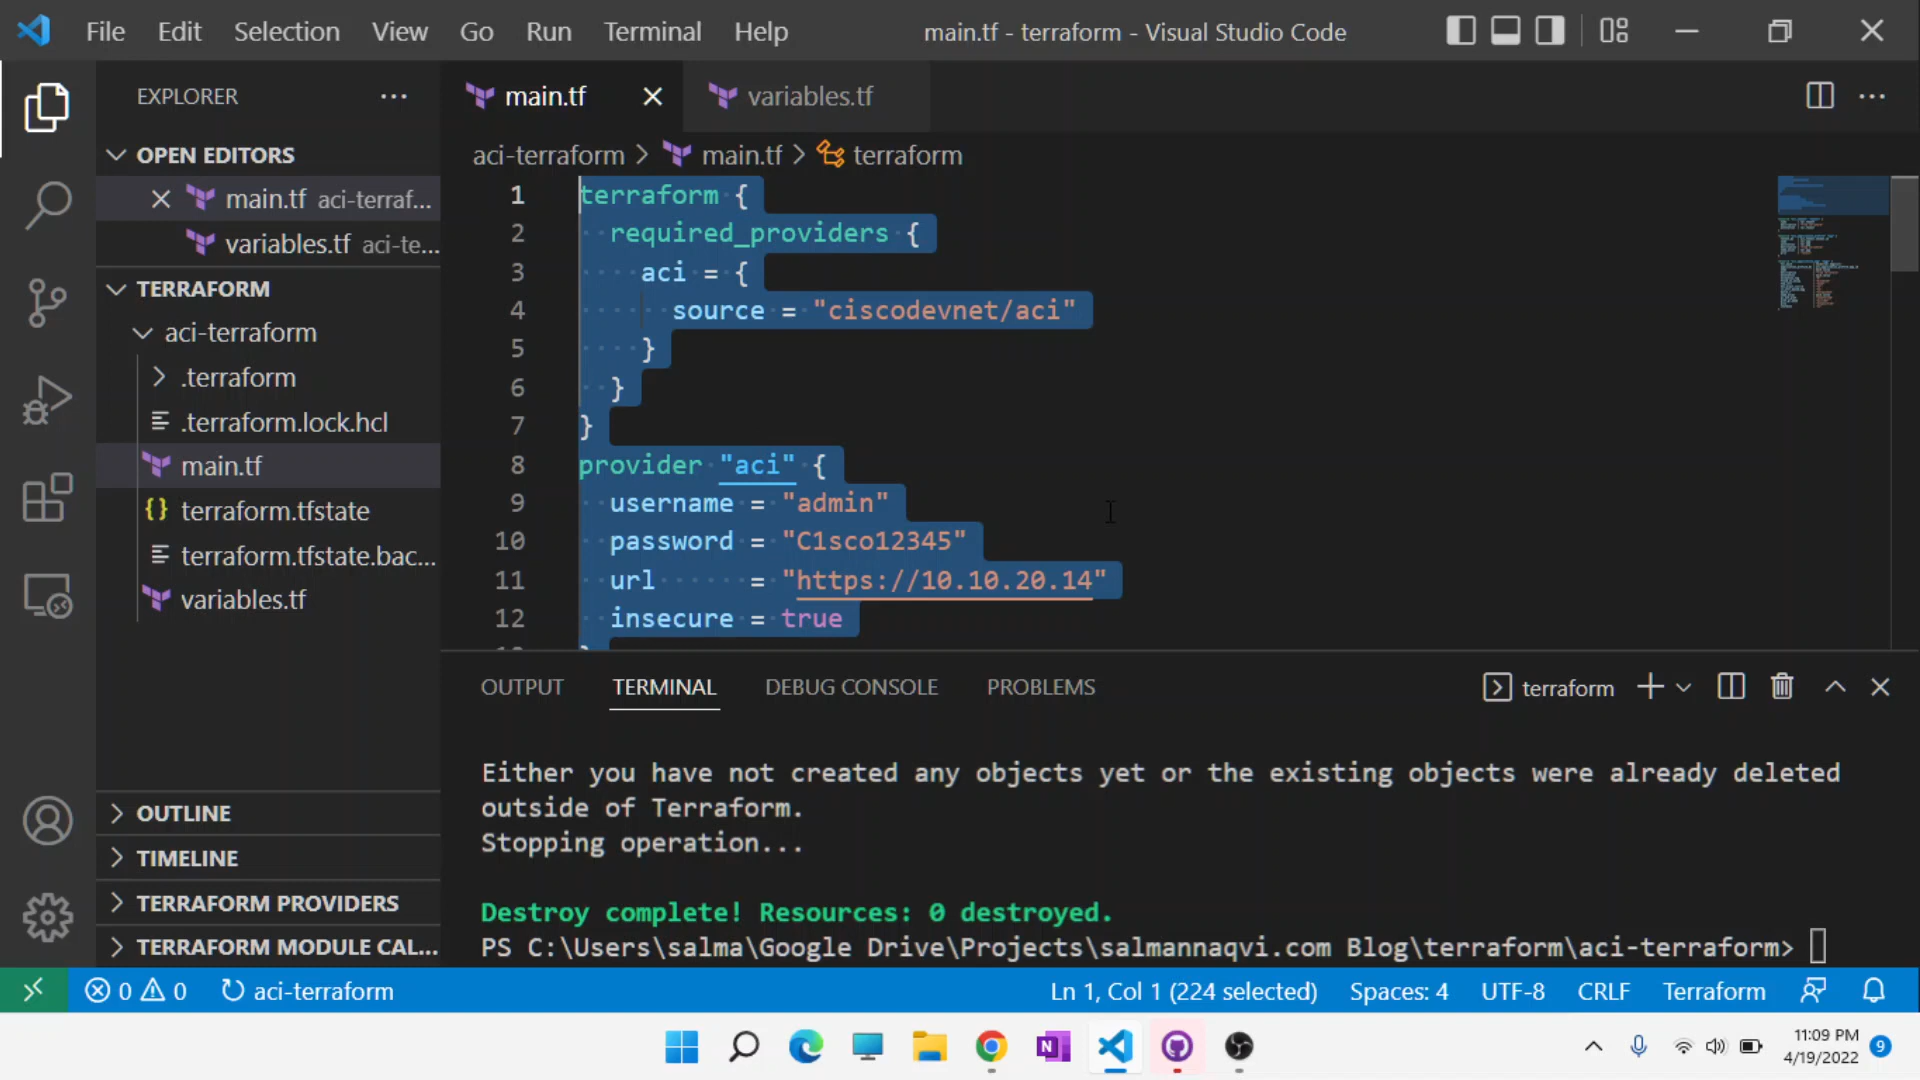 File Edit Selection View Go Run Terminal Help main.tf - terraform - Visual Studio Code
EXPLORER
OPEN EDITORS
main.tf aci-terraf...
variables.tf aci-te...
TERRAFORM
aci-terraform
.terraform
.terraform.lock.hcl
main.tf
terraform.tfstate
terraform.tfstate.bac...
variables.tf
OUTLINE
TIMELINE
TERRAFORM PROVIDERS
TERRAFORM MODULE CAL...
main.tf variables.tf
aci-terraform > main.tf > terraform
1 terraform {
2 required_providers {
3 aci = {
4 source = "ciscodevnet/aci"
5 }
6 }
7 }
8 provider "aci" {
9 username = "admin"
10 password = "C1sco12345"
11 url = "https://10.10.20.14"
12 insecure = true
OUTPUT TERMINAL DEBUG CONSOLE PROBLEMS terraform
Either you have not created any objects yet or the existing objects were already deleted
outside of Terraform.
Stopping operation...
Destroy complete! Resources: 0 destroyed.
PS C:\Users\salma\Google Drive\Projects\salmannaqvi.com Blog\terraform\aci-terraform>
0 0 aci-terraform Ln 1, Col 1 (224 selected) Spaces: 4 UTF-8 CRLF Terraform
11:09 PM
4/19/2022
9